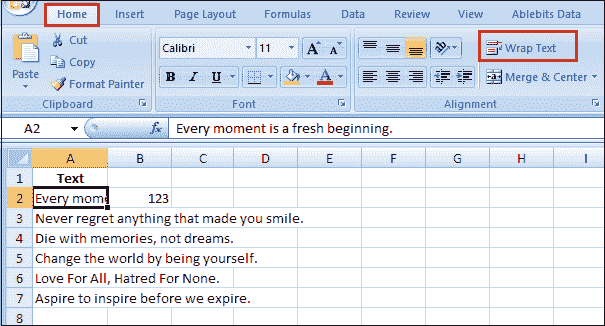 Home Insert Page Layout Formulas Data Review View Ablebits Data
Cut
Copy
Format Painter
Paste
Clipboard
Calibri 11 A A
B I U A
Font
Wrap Text
Merge & Center
Alignment
A2 fx Every moment is a fresh beginning.
A B C D E F G H I
1 Text
2 Every mome 123
3 Never regret anything that made you smile.
4 Die with memories, not dreams.
5 Change the world by being yourself.
6 Love For All, Hatred For None.
7 Aspire to inspire before we expire.
8